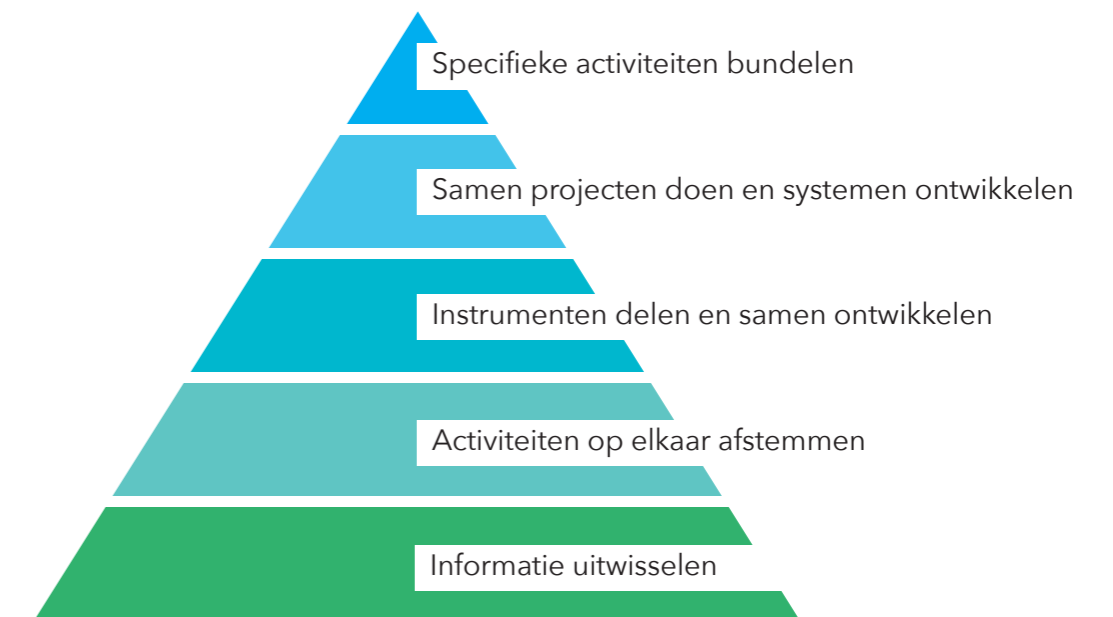 Specifieke activiteiten bundelen
Samen projecten doen en systemen ontwikkelen
Instrumenten delen en samen ontwikkelen
Activiteiten op elkaar afstemmen
Informatie uitwisselen